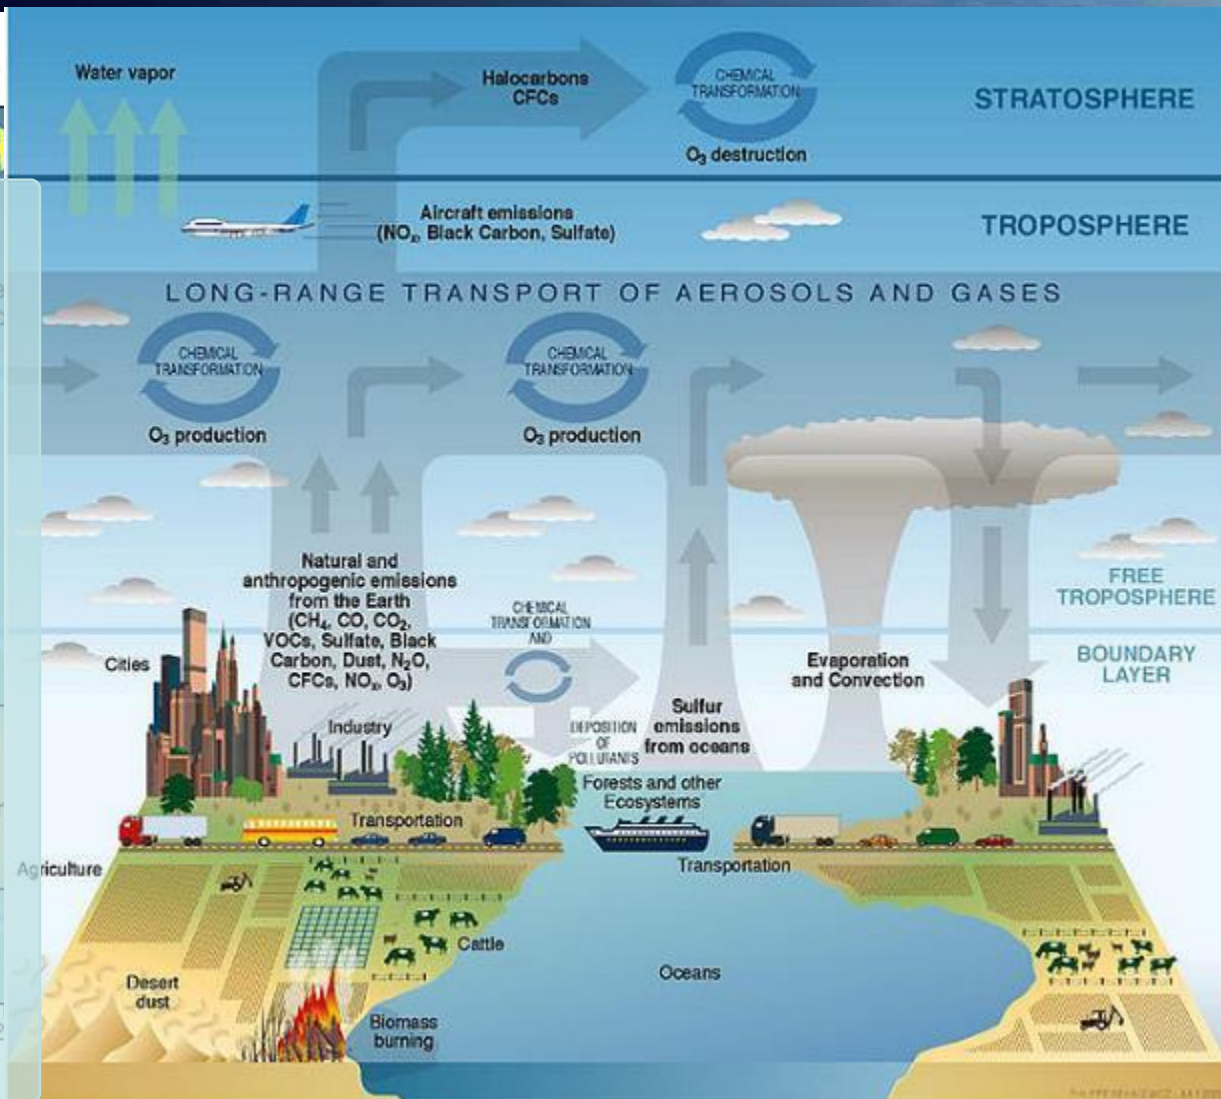 Water vapor
Halocarbons
CFCs
CHEMICAL
TRANSFORMATION
O₃ destruction
STRATOSPHERE
Aircraft emissions
(NOₓ, Black Carbon, Sulfate)
TROPOSPHERE
LONG-RANGE TRANSPORT OF AEROSOLS AND GASES
CHEMICAL
TRANSFORMATION
O₃ production
CHEMICAL
TRANSFORMATION
O₃ production
Natural and
anthropogenic emissions
from the Earth
(CH₄, CO, CO₂,
VOCs, Sulfate, Black
Carbon, Dust, N₂O,
CFCs, NOₓ, O₃)
CHEMICAL
TRANSFORMATION
AND
FREE
TROPOSPHERE
BOUNDARY
LAYER
Cities
Evaporation
and Convection
Industry
DEPOSITION
OF
POLLUTANTS
Sulfur
emissions
from oceans
Forests and other
Ecosystems
Transportation
Transportation
Agriculture
Cattle
Oceans
Desert
dust
Biomass
burning